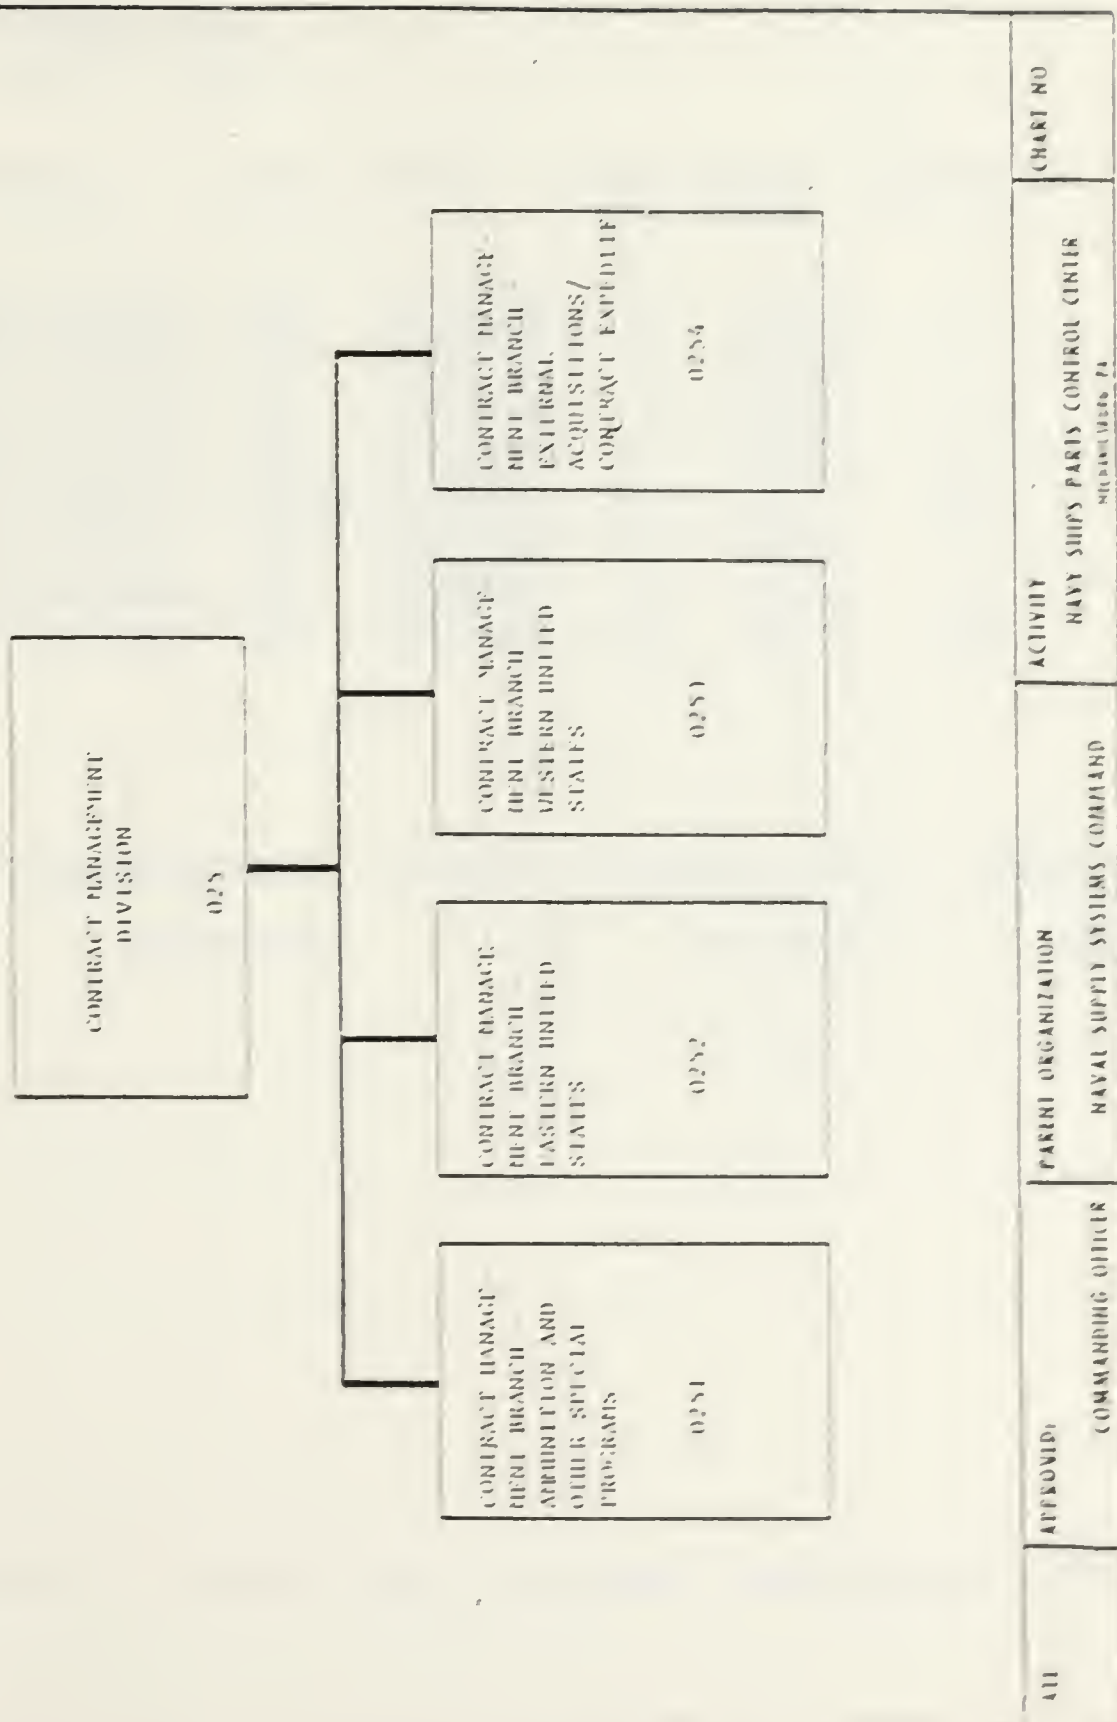 CONTRACT MANAGEMENT
DIVISION
025
CONTRACT MANAGE-
MENT BRANCH
AMMUNITION AND
OTHER SPECIAL
PROGRAMS
0251
CONTRACT MANAGE-
MENT BRANCH
EASTERN UNITED
STATES
0252
CONTRACT MANAGE-
MENT BRANCH
WESTERN UNITED
STATES
0253
CONTRACT MANAGE-
MENT BRANCH -
EXTERNAL
ACQUISITIONS/
CONTRACT EXPEDITE
0254
APPROVED:
COMMANDING OFFICER
PARENT ORGANIZATION
NAVAL SUPPLY SYSTEMS COMMAND
ACTIVITY
NAVY SHIPS PARTS CONTROL CENTER
CHART NO